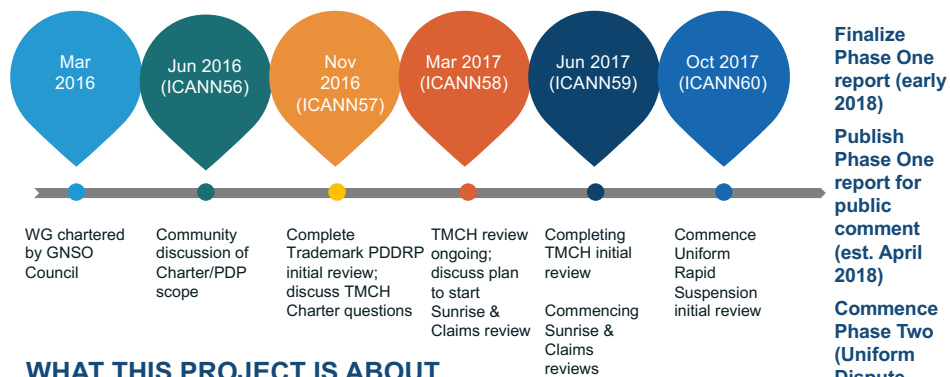 Mar
2016
Jun 2016
(ICANN56)
Nov
2016
(ICANN57)
Mar 2017
(ICANN58)
Jun 2017
(ICANN59)
Oct 2017
(ICANN60)
WG chartered
by GNSO
Council
Community
discussion of
Charter/PDP
scope
Complete
Trademark PDDRP
initial review;
discuss TMCH
Charter questions
TMCH review
ongoing;
discuss plan
to start
Sunrise &
Claims review
Completing
TMCH initial
review
Commencing
Sunrise &
Claims
reviews
Commence
Uniform
Rapid
Suspension
initial review
Finalize
Phase One
report (early
2018)
Publish
Phase One
report for
public
comment
(est. April
2018)
Commence
Phase Two
(Uniform
Dispute
WHAT THIS PROJECT IS ABOUT